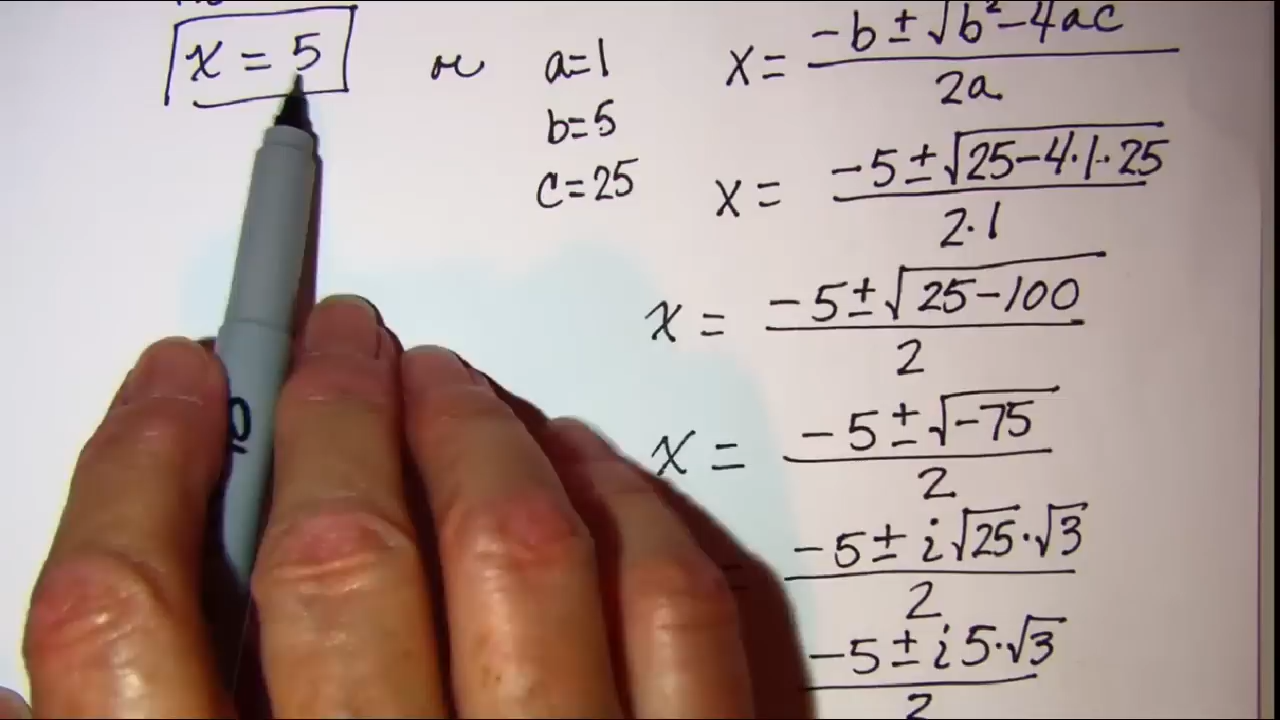 x = 5 or a=1 x = (-b ± √(b² - 4ac)) / 2a
b=5
c=25 x = (-5 ± √(25-4·1·25)) / 2·1
x = (-5 ± √(25-100)) / 2
x = (-5 ± √-75) / 2
= (-5 ± i√25·√3) / 2
(-5 ± i5·√3) / 2